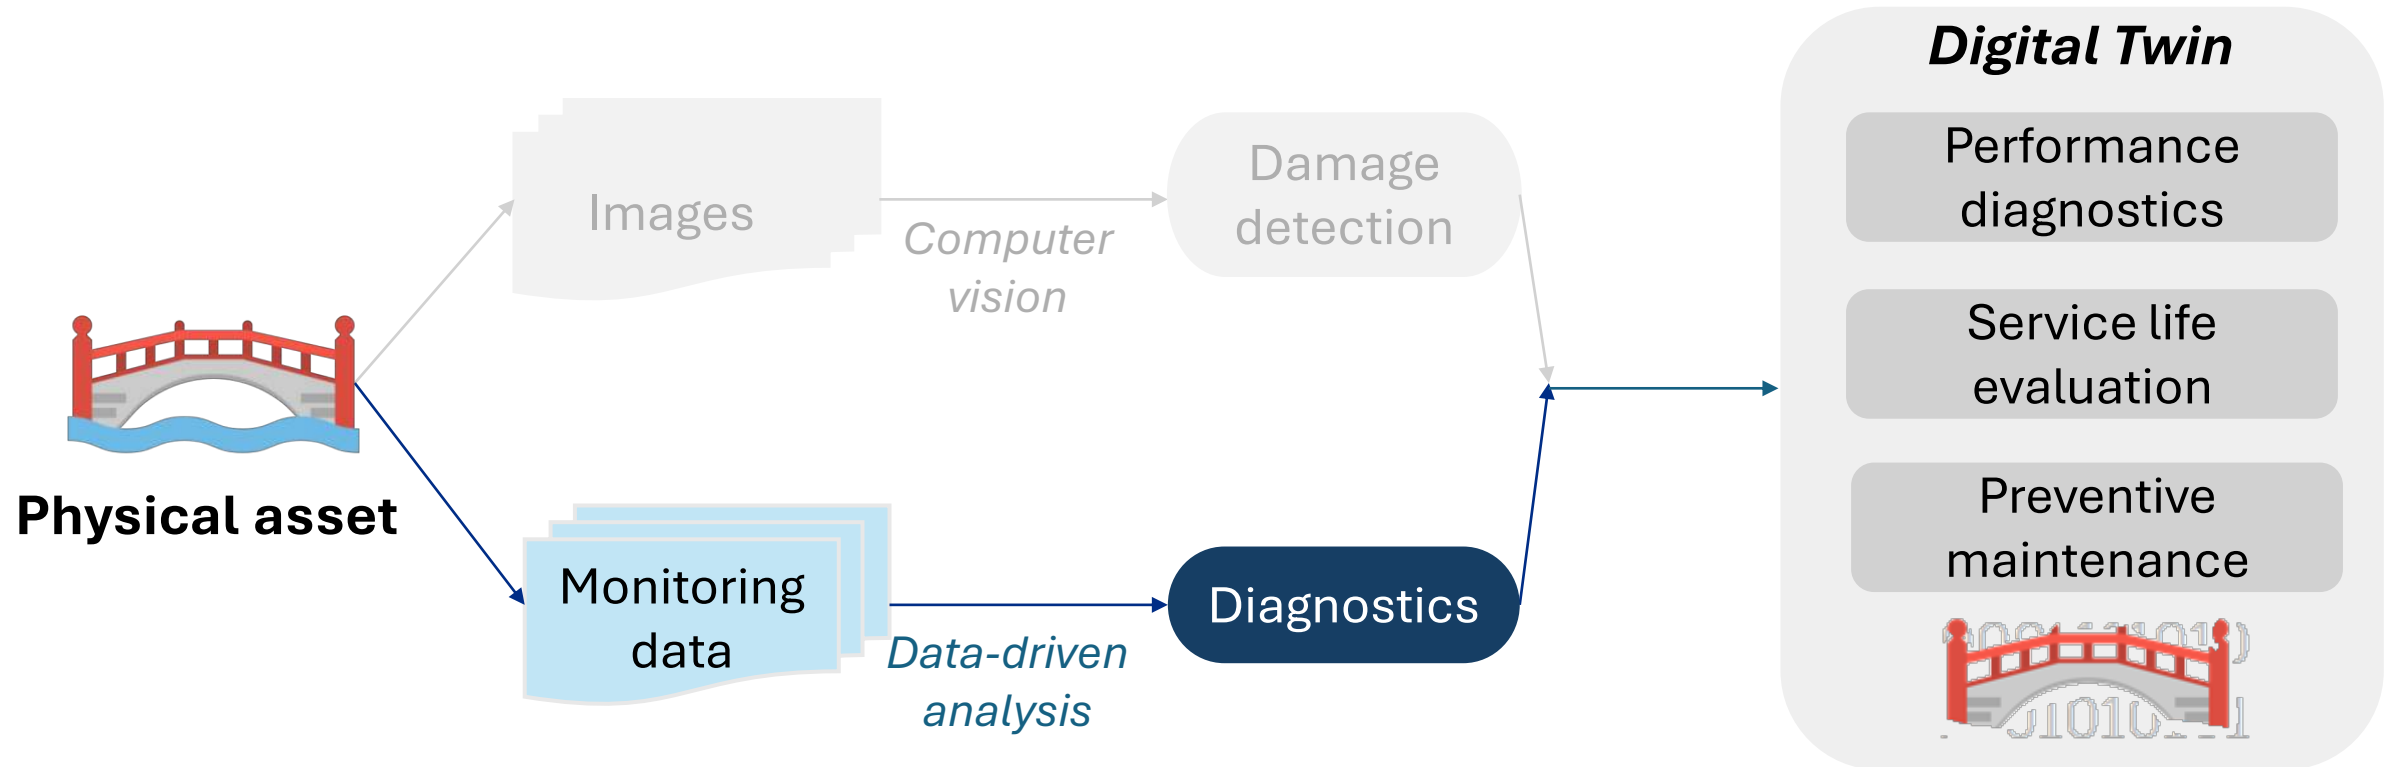 Digital Twin
Images
Computer
vision
Damage
detection
Performance
diagnostics
Service life
evaluation
Physical asset
Monitoring
data
Data-driven
analysis
Diagnostics
Preventive
maintenance